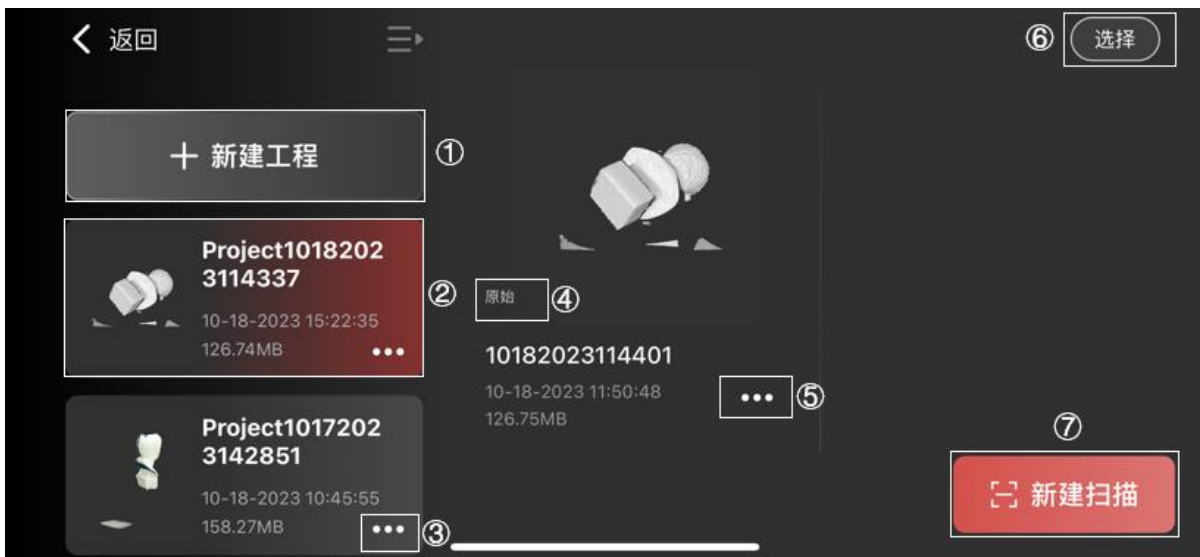 返回
⑥ 选择
+ 新建工程 ①
Project1018202
3114337
10-18-2023 15:22:35
126.74MB
②
Project1017202
3142851
10-18-2023 10:45:55
158.27MB
③
原始 ④
10182023114401
10-18-2023 11:50:48
126.75MB
⑤
⑦
新建扫描